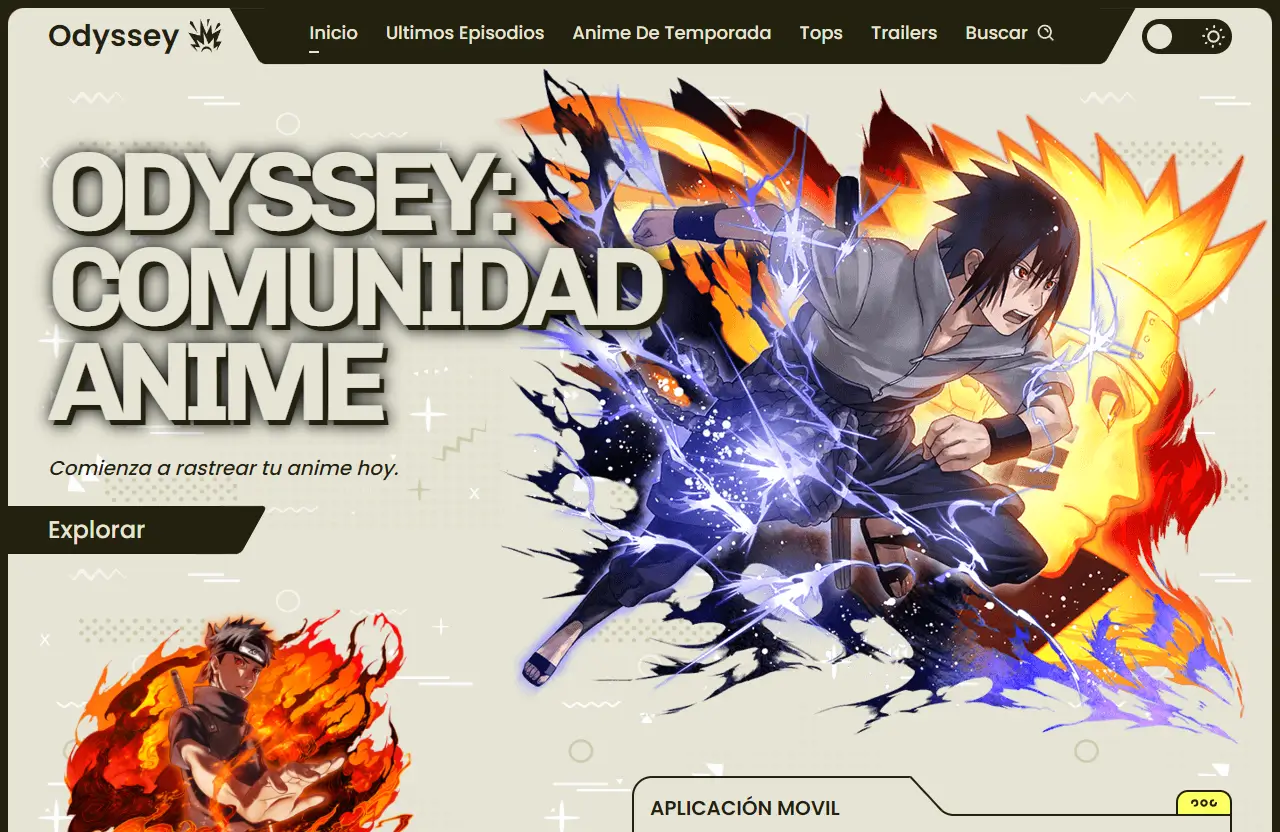 Odyssey
Inicio Ultimos Episodios Anime De Temporada Tops Trailers Buscar
ODYSSEY:
COMUNIDAD
ANIME
Comienza a rastrear tu anime hoy.
Explorar
APLICACIÓN MOVIL